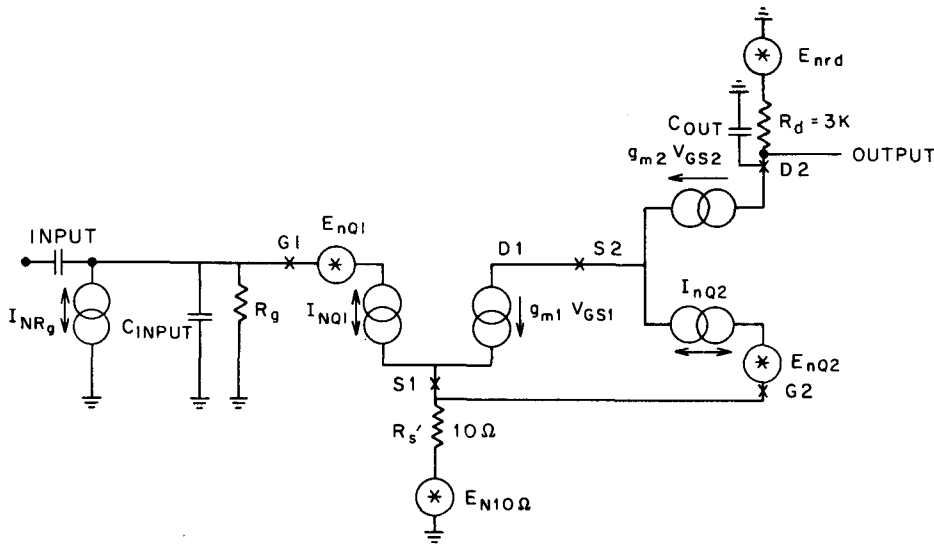 E_nrd
C_OUT
R_d = 3K
OUTPUT
D2
g_m2 V_GS2
INPUT
G1
E_nQ1
D1
S2
I_nQ2
I_NRg
C_INPUT
R_g
I_NQ1
g_m1 V_GS1
E_nQ2
G2
S1
R_s' 10Ω
E_N10Ω